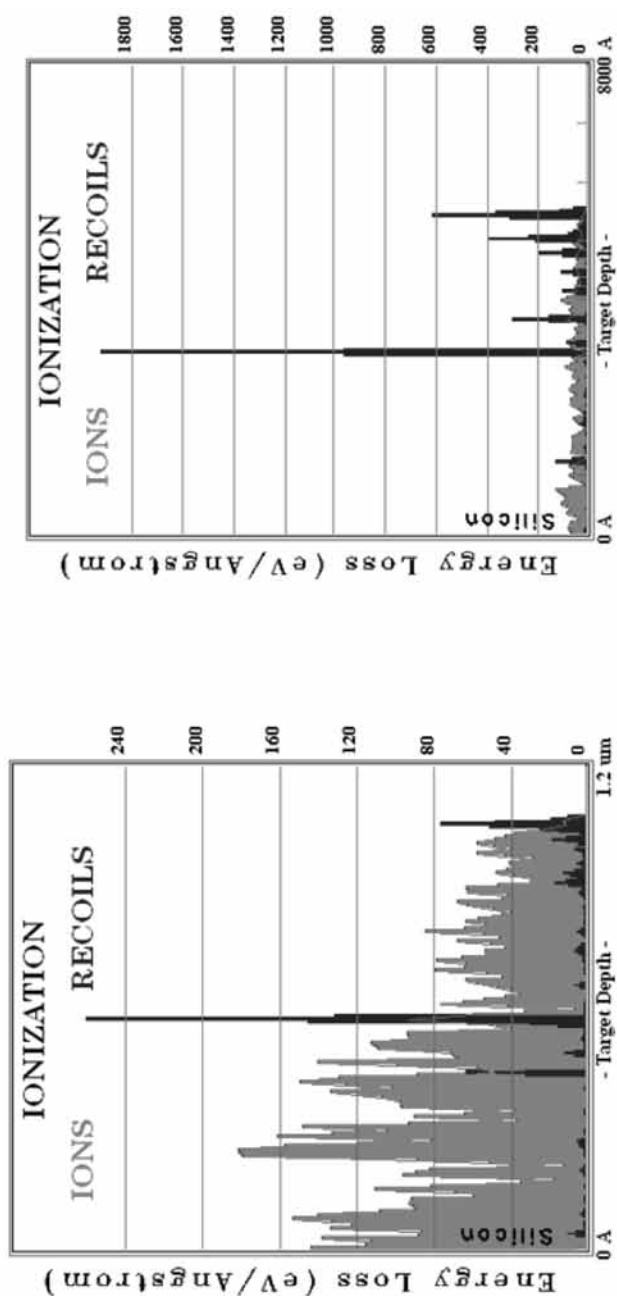 IONIZATION
IONS
RECOILS
240
200
160
120
80
40
0
Energy Loss (eV/Angstrom)
Silicon
0 A
- Target Depth -
1.2 um
IONIZATION
IONS
RECOILS
1800
1600
1400
1200
1000
800
600
400
200
0
Energy Loss (eV/Angstrom)
Silicon
0 A
- Target Depth -
8000 A